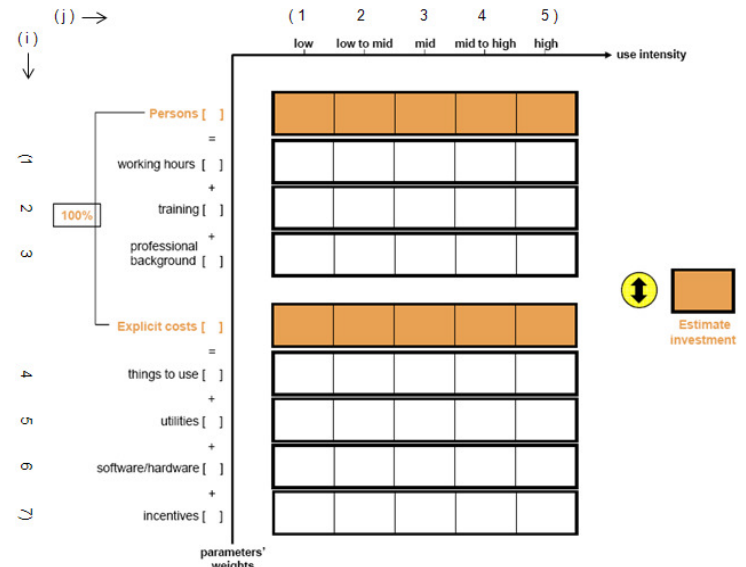 ( j ) → ( 1 2 3 4 5 )
( i )
low low to mid mid mid to high high
use intensity
Persons [ ]
=
(1 working hours [ ]
+
2 training [ ]
100%
+
3 professional
background [ ]
Estimate
investment
Explicit costs [ ]
=
4 things to use [ ]
+
5 utilities [ ]
+
6 software/hardware [ ]
+
7) incentives [ ]
parameters'
weights